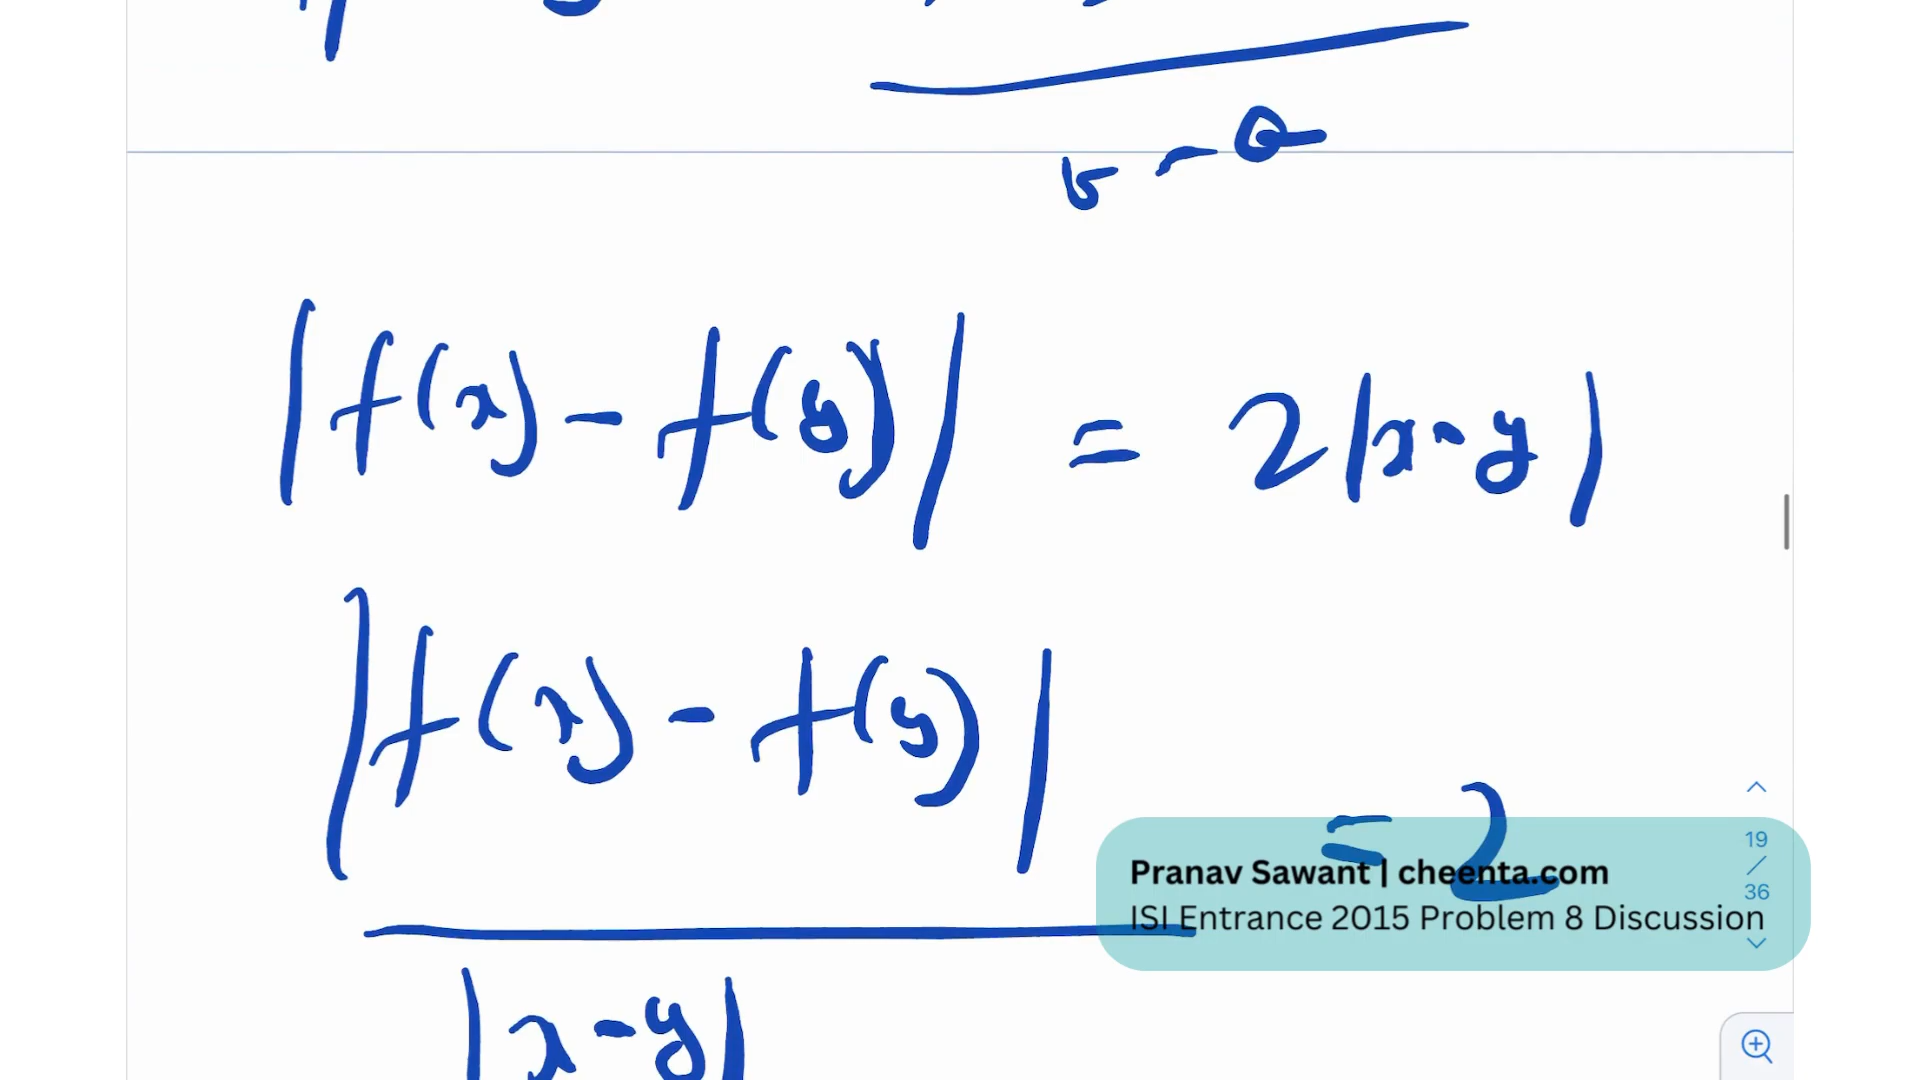 b - a
|f(x) - f(y)| = 2|x-y|
|f(x) - f(y)| = 2
|x-y|
Pranav Sawant | cheenta.com
ISI Entrance 2015 Problem 8 Discussion
19
/
36